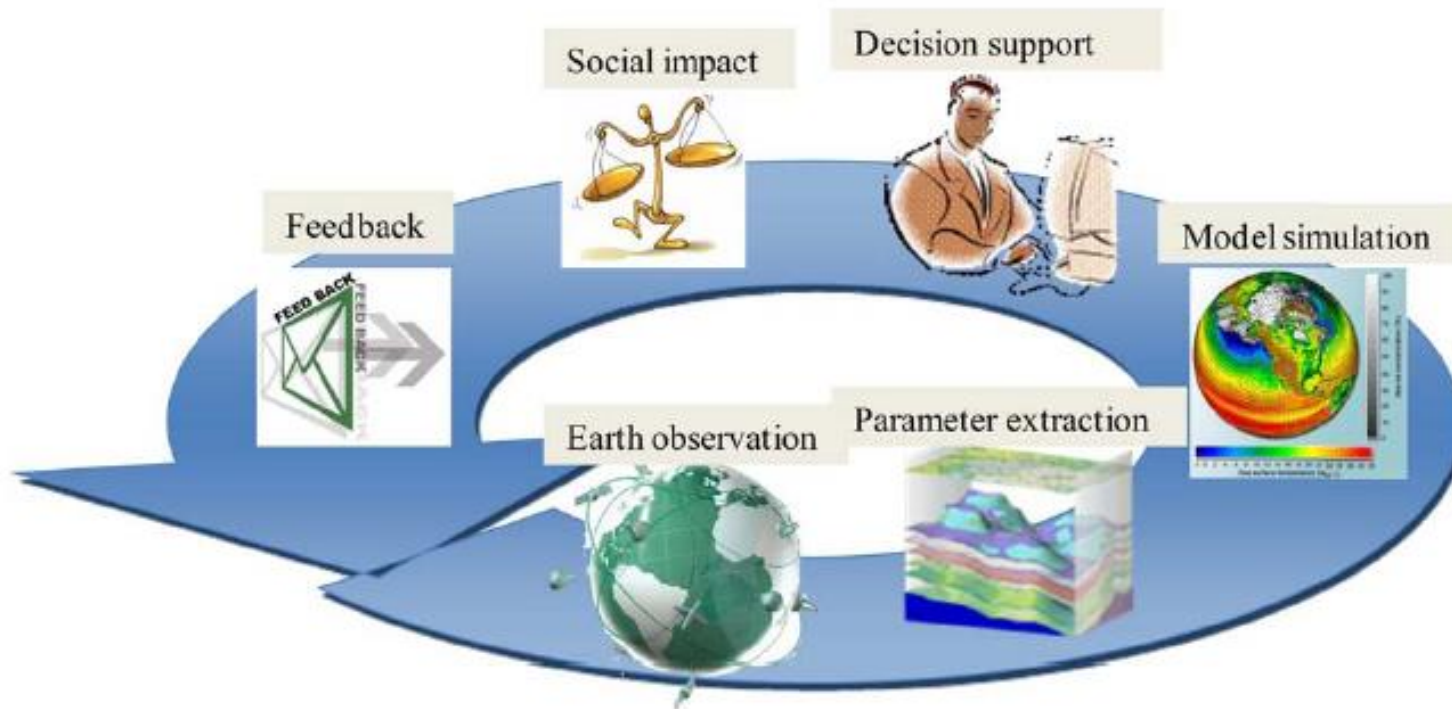 Social impact
Decision support
Feedback
Model simulation
FEED BACK
FEED BACK
Earth observation
Parameter extraction